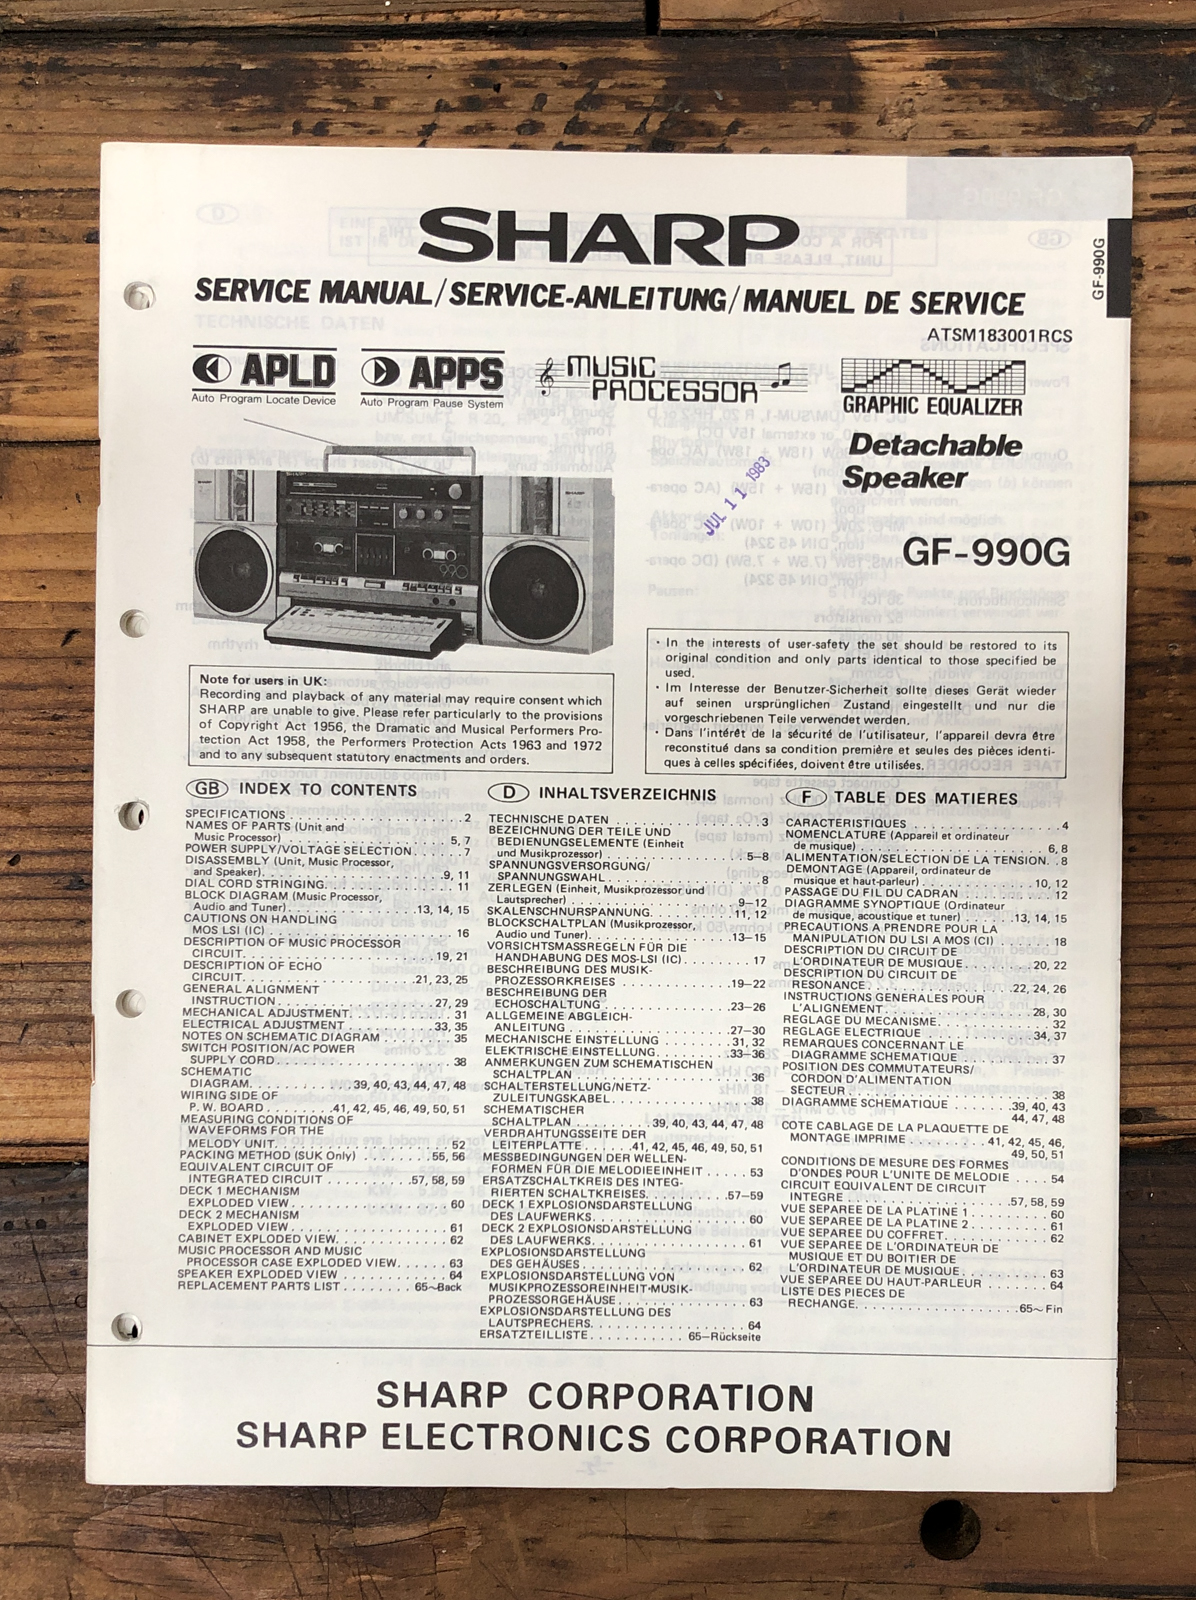 SHARP
SERVICE MANUAL/SERVICE-ANLEITUNG/MANUEL DE SERVICE
GF-990G
ATSM183001RCS
APLD
Auto Program Locate Device
APPS
Auto Program Pause System
MUSIC
PROCESSOR
GRAPHIC EQUALIZER
Detachable
Speaker
JUL 11 1983
GF-990G
Note for users in UK:
Recording and playback of any material may require consent which
SHARP are unable to give. Please refer particularly to the provisions
of Copyright Act 1956, the Dramatic and Musical Performers Pro-
tection Act 1958, the Performers Protection Acts 1963 and 1972
and to any subsequent statutory enactments and orders.
· In the interests of user-safety the set should be restored to its
original condition and only parts identical to those specified be
used.
· Im Interesse der Benutzer-Sicherheit sollte dieses Gerät wieder
auf seinen ursprünglichen Zustand eingestellt und nur die
vorgeschriebenen Teile verwendet werden.
· Dans l'intérêt de la sécurité de l'utilisateur, l'appareil devra être
reconstitué dans sa condition première et seules des pièces identi-
ques à celles spécifiées, doivent être utilisées.
GB INDEX TO CONTENTS
SPECIFICATIONS . . . . . 2
NAMES OF PARTS (Unit and
Music Processor) . . . . . 5, 7
POWER SUPPLY/VOLTAGE SELECTION. . . . . 7
DISASSEMBLY (Unit, Music Processor,
and Speaker). . . . . 9, 11
DIAL CORD STRINGING. . . . . 11
BLOCK DIAGRAM (Music Processor,
Audio and Tuner) . . . . . 13, 14, 15
CAUTIONS ON HANDLING
MOS LSI (IC) . . . . . 16
DESCRIPTION OF MUSIC PROCESSOR
CIRCUIT. . . . . 19, 21
DESCRIPTION OF ECHO
CIRCUIT. . . . . 21, 23, 25
GENERAL ALIGNMENT
INSTRUCTION . . . . . 27, 29
MECHANICAL ADJUSTMENT. . . . . 31
ELECTRICAL ADJUSTMENT . . . . . 33, 35
NOTES ON SCHEMATIC DIAGRAM . . . . . 35
SWITCH POSITION/AC POWER
SUPPLY CORD. . . . . 38
SCHEMATIC
DIAGRAM. . . . . 39, 40, 43, 44, 47, 48
WIRING SIDE OF
P. W. BOARD . . . . . 41, 42, 45, 46, 49, 50, 51
MEASURING CONDITIONS OF
WAVEFORMS FOR THE
MELODY UNIT. . . . . 52
PACKING METHOD (SUK Only) . . . . . 55, 56
EQUIVALENT CIRCUIT OF
INTEGRATED CIRCUIT . . . . . 57, 58, 59
DECK 1 MECHANISM
EXPLODED VIEW. . . . . 60
DECK 2 MECHANISM
EXPLODED VIEW. . . . . 61
CABINET EXPLODED VIEW. . . . . 62
MUSIC PROCESSOR AND MUSIC
PROCESSOR CASE EXPLODED VIEW. . . . . 63
SPEAKER EXPLODED VIEW . . . . . 64
REPLACEMENT PARTS LIST . . . . . 65~Back
D INHALTSVERZEICHNIS
TECHNISCHE DATEN . . . . . 3
BEZEICHNUNG DER TEILE UND
BEDIENUNGSELEMENTE (Einheit
und Musikprozessor) . . . . . 5–8
SPANNUNGSVERSORGUNG/
SPANNUNGSWAHL. . . . . 8
ZERLEGEN (Einheit, Musikprozessor und
Lautsprecher) . . . . . 9–12
SKALENSCHNURSPANNUNG. . . . . 11, 12
BLOCKSCHALTPLAN (Musikprozessor,
Audio und Tuner) . . . . . 13–15
VORSICHTSMASSREGELN FÜR DIE
HANDHABUNG DES MOS-LSI (IC). . . . . 17
BESCHREIBUNG DES MUSIK-
PROZESSORKREISES . . . . . 19–22
BESCHREIBUNG DER
ECHOSCHALTUNG . . . . . 23–26
ALLGEMEINE ABGLEICH-
ANLEITUNG . . . . . 27–30
MECHANISCHE EINSTELLUNG . . . . . 31, 32
ELEKTRISCHE EINSTELLUNG. . . . . 33–36
ANMERKUNGEN ZUM SCHEMATISCHEN
SCHALTPLAN . . . . . 36
SCHALTERSTELLUNG/NETZ-
ZULEITUNGSKABEL. . . . . 38
SCHEMATISCHER
SCHALTPLAN . . . . . 39, 40, 43, 44, 47, 48
VERDRAHTUNGSSEITE DER
LEITERPLATTE . . . . . 41, 42, 45, 46, 49, 50, 51
MESSBEDINGUNGEN DER WELLEN-
FORMEN FÜR DIE MELODIEEINHEIT . . . . . 53
ERSATZSCHALTKREIS DES INTEG-
RIERTEN SCHALTKREISES. . . . . 57–59
DECK 1 EXPLOSIONSDARSTELLUNG
DES LAUFWERKS. . . . . 60
DECK 2 EXPLOSIONSDARSTELLUNG
DES LAUFWERKS. . . . . 61
EXPLOSIONSDARSTELLUNG
DES GEHÄUSES . . . . . 62
EXPLOSIONSDARSTELLUNG VON
MUSIKPROZESSOREINHEIT-MUSIK-
PROZESSORGEHÄUSE. . . . . 63
EXPLOSIONSDARSTELLUNG DES
LAUTSPRECHERS. . . . . 64
ERSATZTEILLISTE . . . . . 65–Rückseite
F TABLE DES MATIERES
CARACTERISTIQUES . . . . . 4
NOMENCLATURE (Appareil et ordinateur
de musique) . . . . . 6, 8
ALIMENTATION/SELECTION DE LA TENSION. . 8
DEMONTAGE (Appareil, ordinateur de
musique et haut-parleur) . . . . . 10, 12
PASSAGE DU FIL DU CADRAN . . . . . 12
DIAGRAMME SYNOPTIQUE (Ordinateur
de musique, acoustique et tuner) . . . . . 13, 14, 15
PRECAUTIONS A PRENDRE POUR LA
MANIPULATION DU LSI A MOS (CI) . . . . . 18
DESCRIPTION DU CIRCUIT DE
L'ORDINATEUR DE MUSIQUE . . . . . 20, 22
DESCRIPTION DU CIRCUIT DE
RESONANCE. . . . . 22, 24, 26
INSTRUCTIONS GENERALES POUR
L'ALIGNEMENT. . . . . 28, 30
REGLAGE DU MECANISME. . . . . 32
REGLAGE ELECTRIQUE . . . . . 34, 37
REMARQUES CONCERNANT LE
DIAGRAMME SCHEMATIQUE . . . . . 37
POSITION DES COMMUTATEURS/
CORDON D'ALIMENTATION
SECTEUR. . . . . 38
DIAGRAMME SCHEMATIQUE . . . . . 39, 40, 43
44, 47, 48
COTE CABLAGE DE LA PLAQUETTE DE
MONTAGE IMPRIME . . . . . 41, 42, 45, 46,
49, 50, 51
CONDITIONS DE MESURE DES FORMES
D'ONDES POUR L'UNITE DE MELODIE . . . . 54
CIRCUIT EQUIVALENT DE CIRCUIT
INTEGRE . . . . . 57, 58, 59
VUE SEPAREE DE LA PLATINE 1 . . . . . 60
VUE SEPAREE DE LA PLATINE 2 . . . . . 61
VUE SEPAREE DU COFFRET. . . . . 62
VUE SEPAREE DE L'ORDINATEUR DE
MUSIQUE ET DU BOITIER DE
L'ORDINATEUR DE MUSIQUE. . . . . 63
VUE SEPAREE DU HAUT-PARLEUR . . . . . 64
LISTE DES PIECES DE
RECHANGE. . . . . 65~Fin
SHARP CORPORATION
SHARP ELECTRONICS CORPORATION